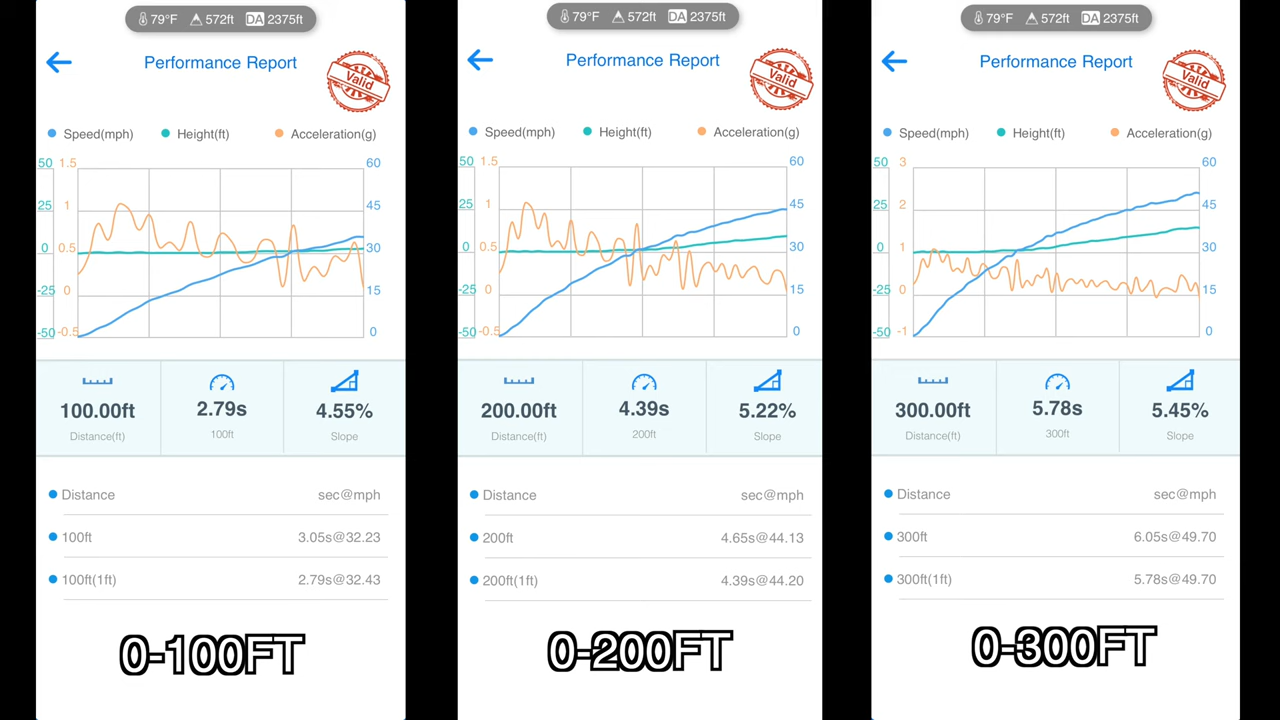 79°F 572ft DA 2375ft
Performance Report
Valid
Speed(mph) Height(ft) Acceleration(g)
50 1.5 60
25 1 45
0 0.5 30
-25 0 15
-50 -0.5 0
100.00ft 2.79s 4.55%
Distance(ft) 100ft Slope
Distance sec@mph
100ft 3.05s@32.23
100ft(1ft) 2.79s@32.43
0-100FT
79°F 572ft DA 2375ft
Performance Report
Valid
Speed(mph) Height(ft) Acceleration(g)
50 1.5 60
25 1 45
0 0.5 30
-25 0 15
-50 -0.5 0
200.00ft 4.39s 5.22%
Distance(ft) 200ft Slope
Distance sec@mph
200ft 4.65s@44.13
200ft(1ft) 4.39s@44.20
0-200FT
79°F 572ft DA 2375ft
Performance Report
Valid
Speed(mph) Height(ft) Acceleration(g)
50 3 60
25 2 45
0 1 30
-25 0 15
-50 -1 0
300.00ft 5.78s 5.45%
Distance(ft) 300ft Slope
Distance sec@mph
300ft 6.05s@49.70
300ft(1ft) 5.78s@49.70
0-300FT